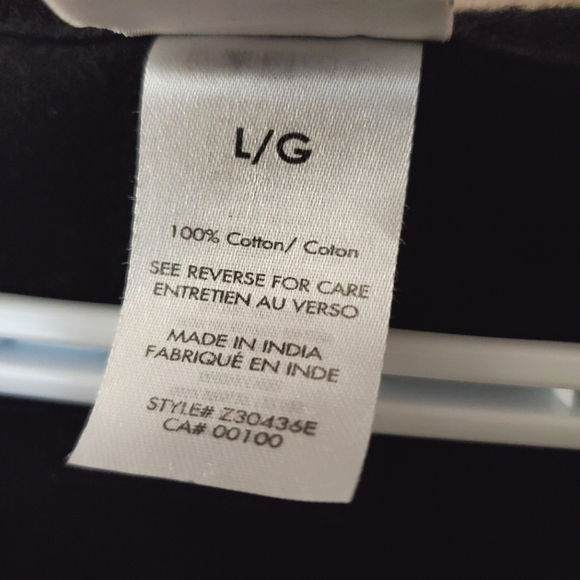 L/G
100% Cotton/ Coton
SEE REVERSE FOR CARE
ENTRETIEN AU VERSO
MADE IN INDIA
FABRIQUÉ EN INDE
STYLE# Z30436E
CA# 00100